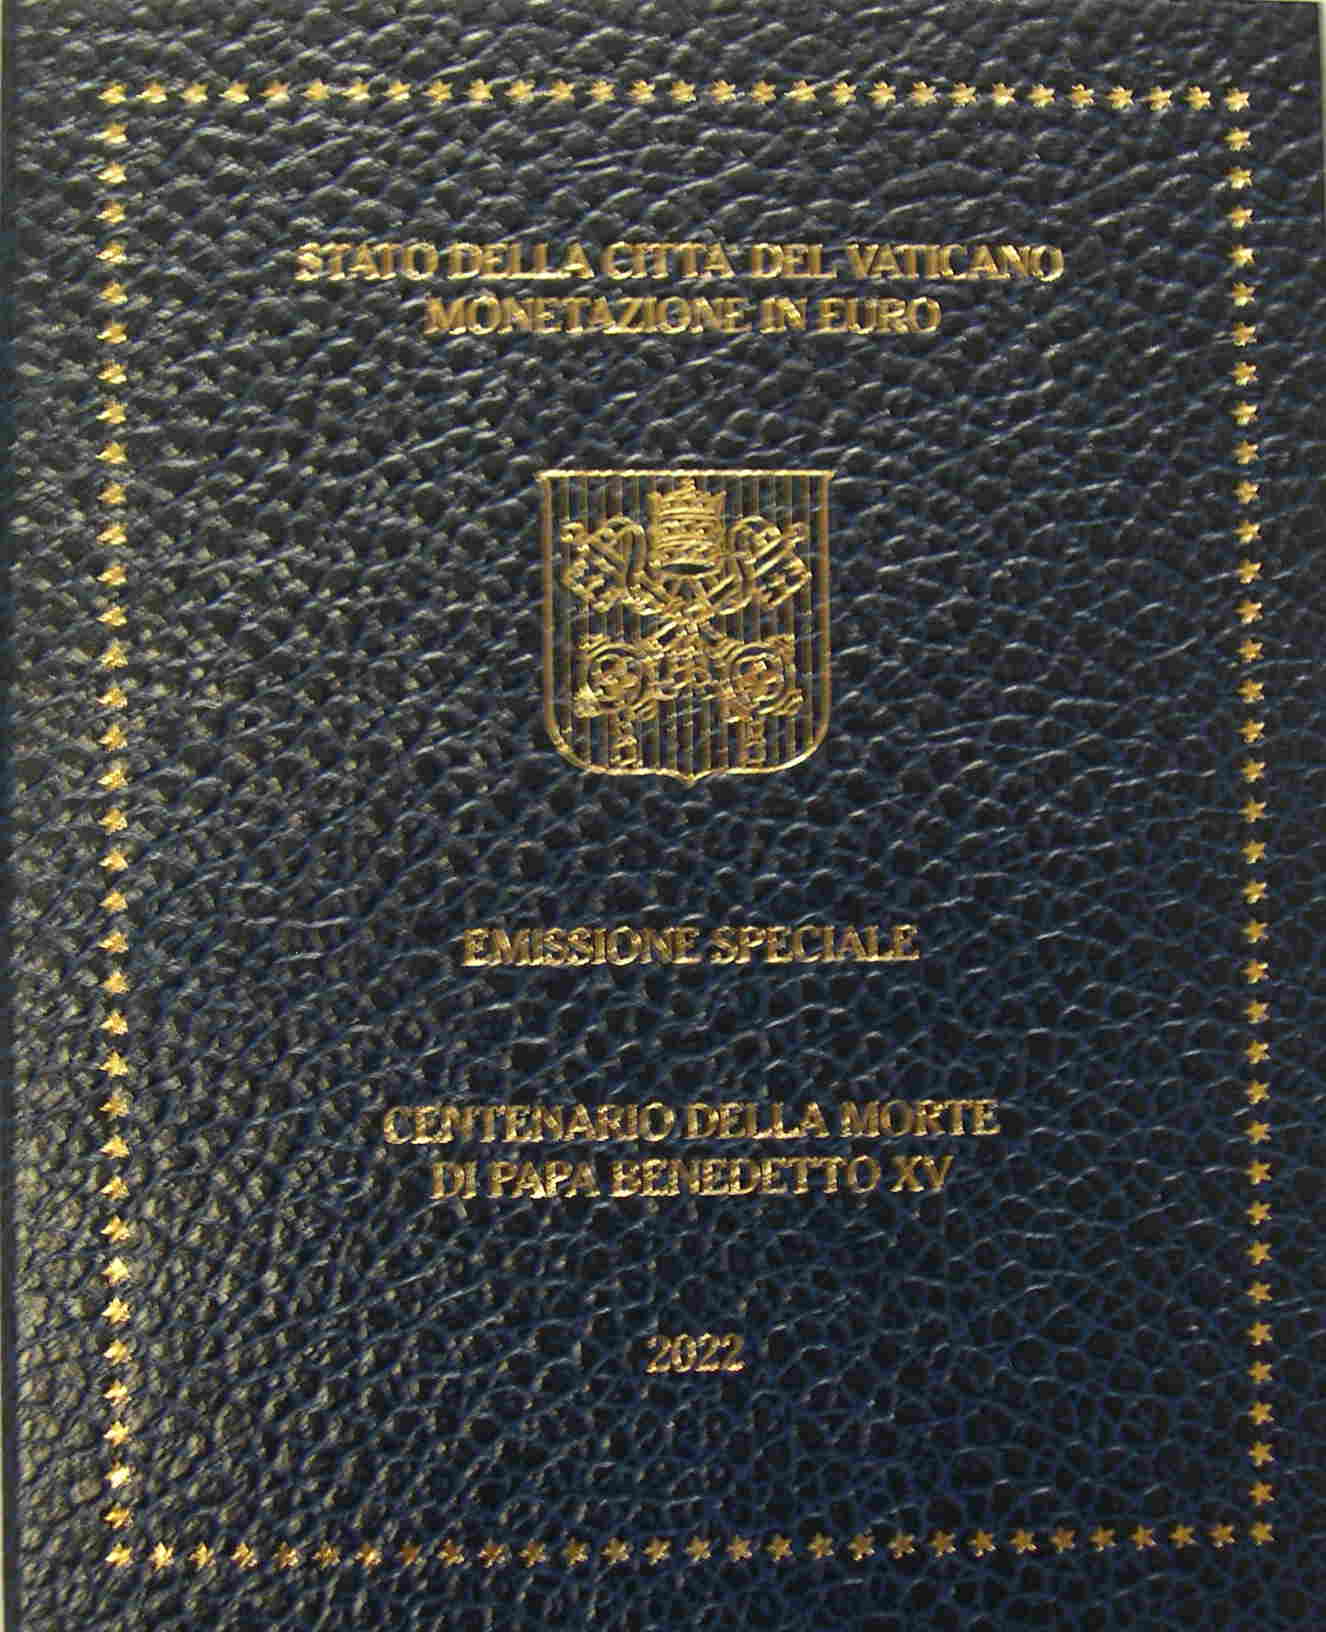 STATO DELLA CITTÀ DEL VATICANO
MONETAZIONE IN EURO
EMISSIONE SPECIALE
CENTENARIO DELLA MORTE
DI PAPA BENEDETTO XV
2022